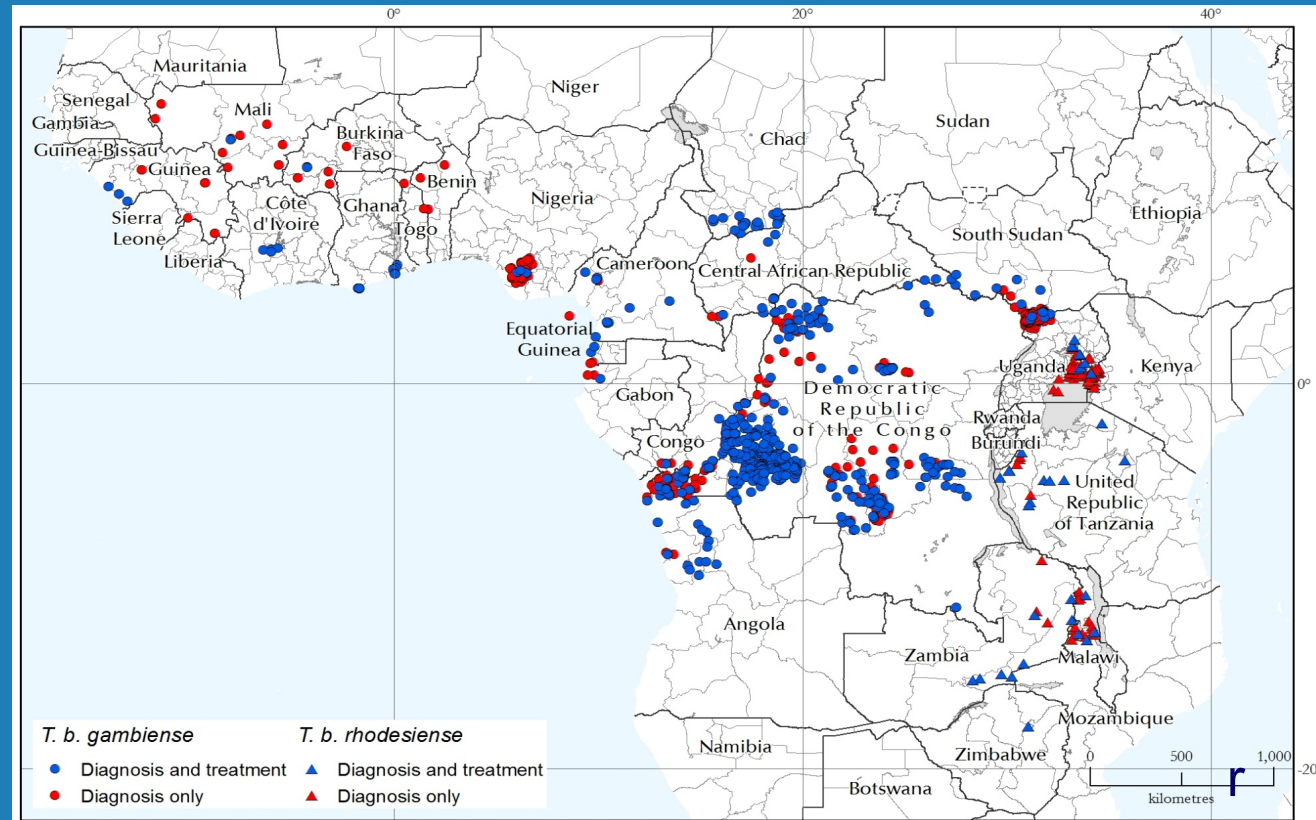 0°
20°
40°
Mauritania
Niger
Mali
Senegal
Chad
Sudan
Gambia
Burkina
Faso
Guinea-Bissau
Guinea
Benin
Nigeria
Ethiopia
Côte
d'Ivoire
Ghana
Sierra
Leone
Togo
South Sudan
Liberia
Cameroon
Central African Republic
Equatorial
Guinea
Uganda
Kenya
0°
Gabon
Democratic
Republic
of the Congo
Rwanda
Congo
Burundi
United
Republic
of Tanzania
Angola
Zambia
Malawi
Mozambique
Namibia
Zimbabwe
Botswana
T. b. gambiense
T. b. rhodesiense
Diagnosis and treatment
Diagnosis and treatment
Diagnosis only
Diagnosis only
0 500 1,000
kilometres
r
-20